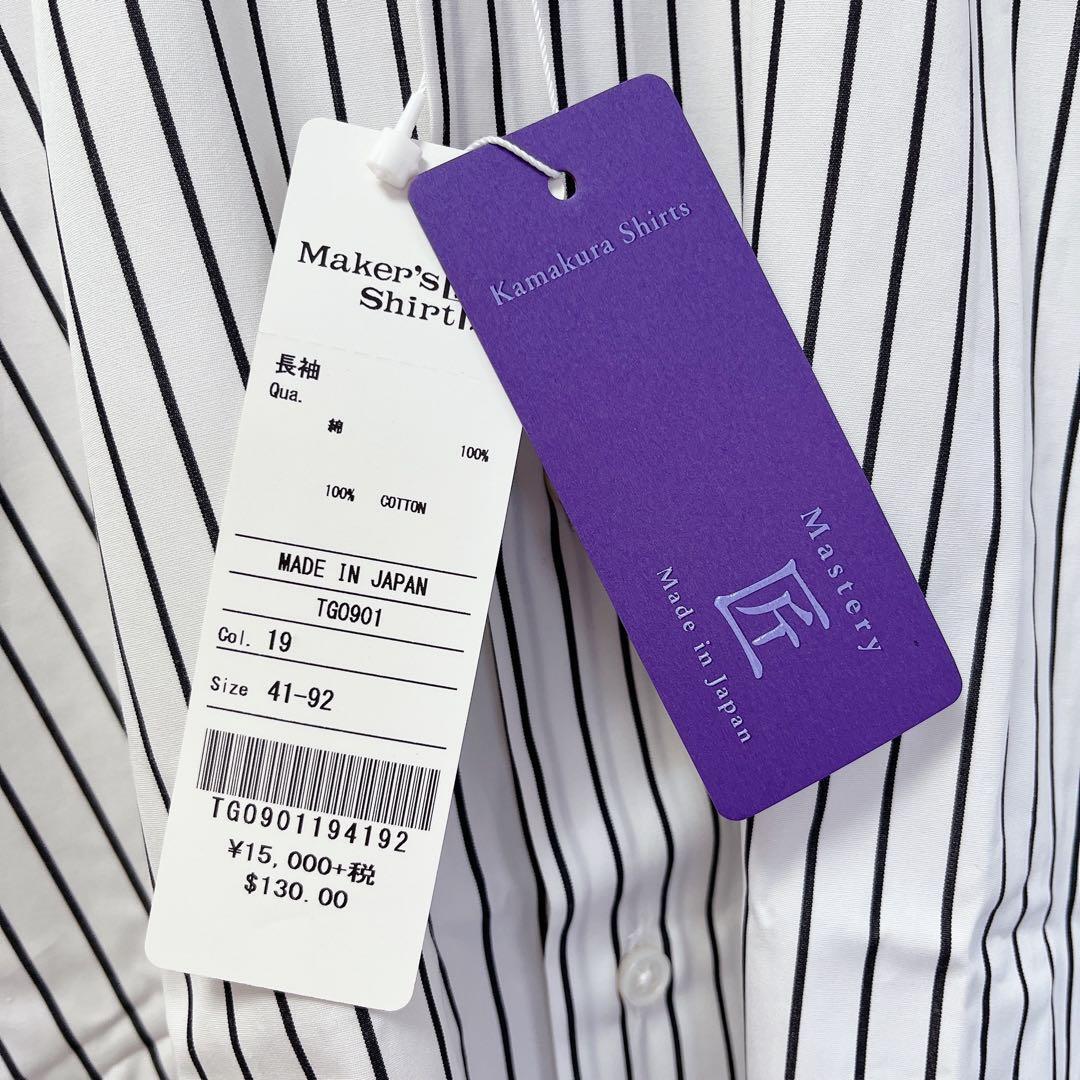 Maker's
Shirt
長袖
Qua.
綿
100%
100% COTTON
MADE IN JAPAN
TG0901
Col. 19
Size 41-92
TG0901194192
¥15,000+税
$130.00
Kamakura Shirts
Mastery
匠
Made in Japan